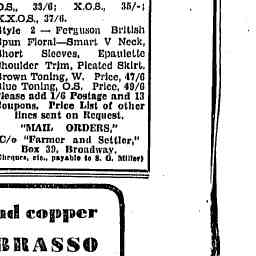 O.S., 33/6; X.O.S., 35/-;
X.X.O.S., 37/6.
Style 2 — Ferguson British
Spun Floral—Smart V Neck,
Short Sleeves, Epaulette
Shoulder Trim, Pleated Skirt.
Brown Toning, W. Price, 47/6
Blue Toning, O.S. Price, 49/6
Please add 1/6 Postage and 13
Coupons. Price List of other
lines sent on Request.
"MAIL ORDERS,"
C/o "Farmer and Settler,"
Box 39, Broadway.
(Cheques, etc., payable to S. G. Miller)
nd copper
BRASSO